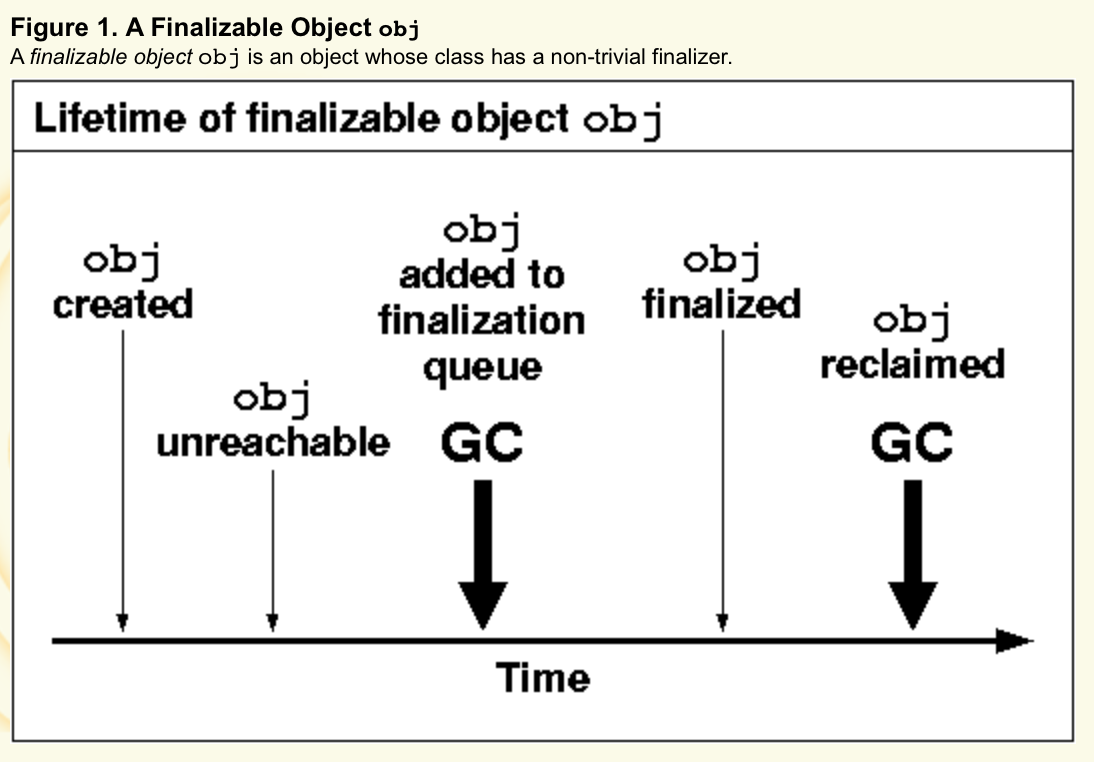 Figure 1. A Finalizable Object obj
A finalizable object obj is an object whose class has a non-trivial finalizer.
Lifetime of finalizable object obj
obj
created
obj
unreachable
obj
added to
finalization
queue
GC
obj
finalized
obj
reclaimed
GC
Time